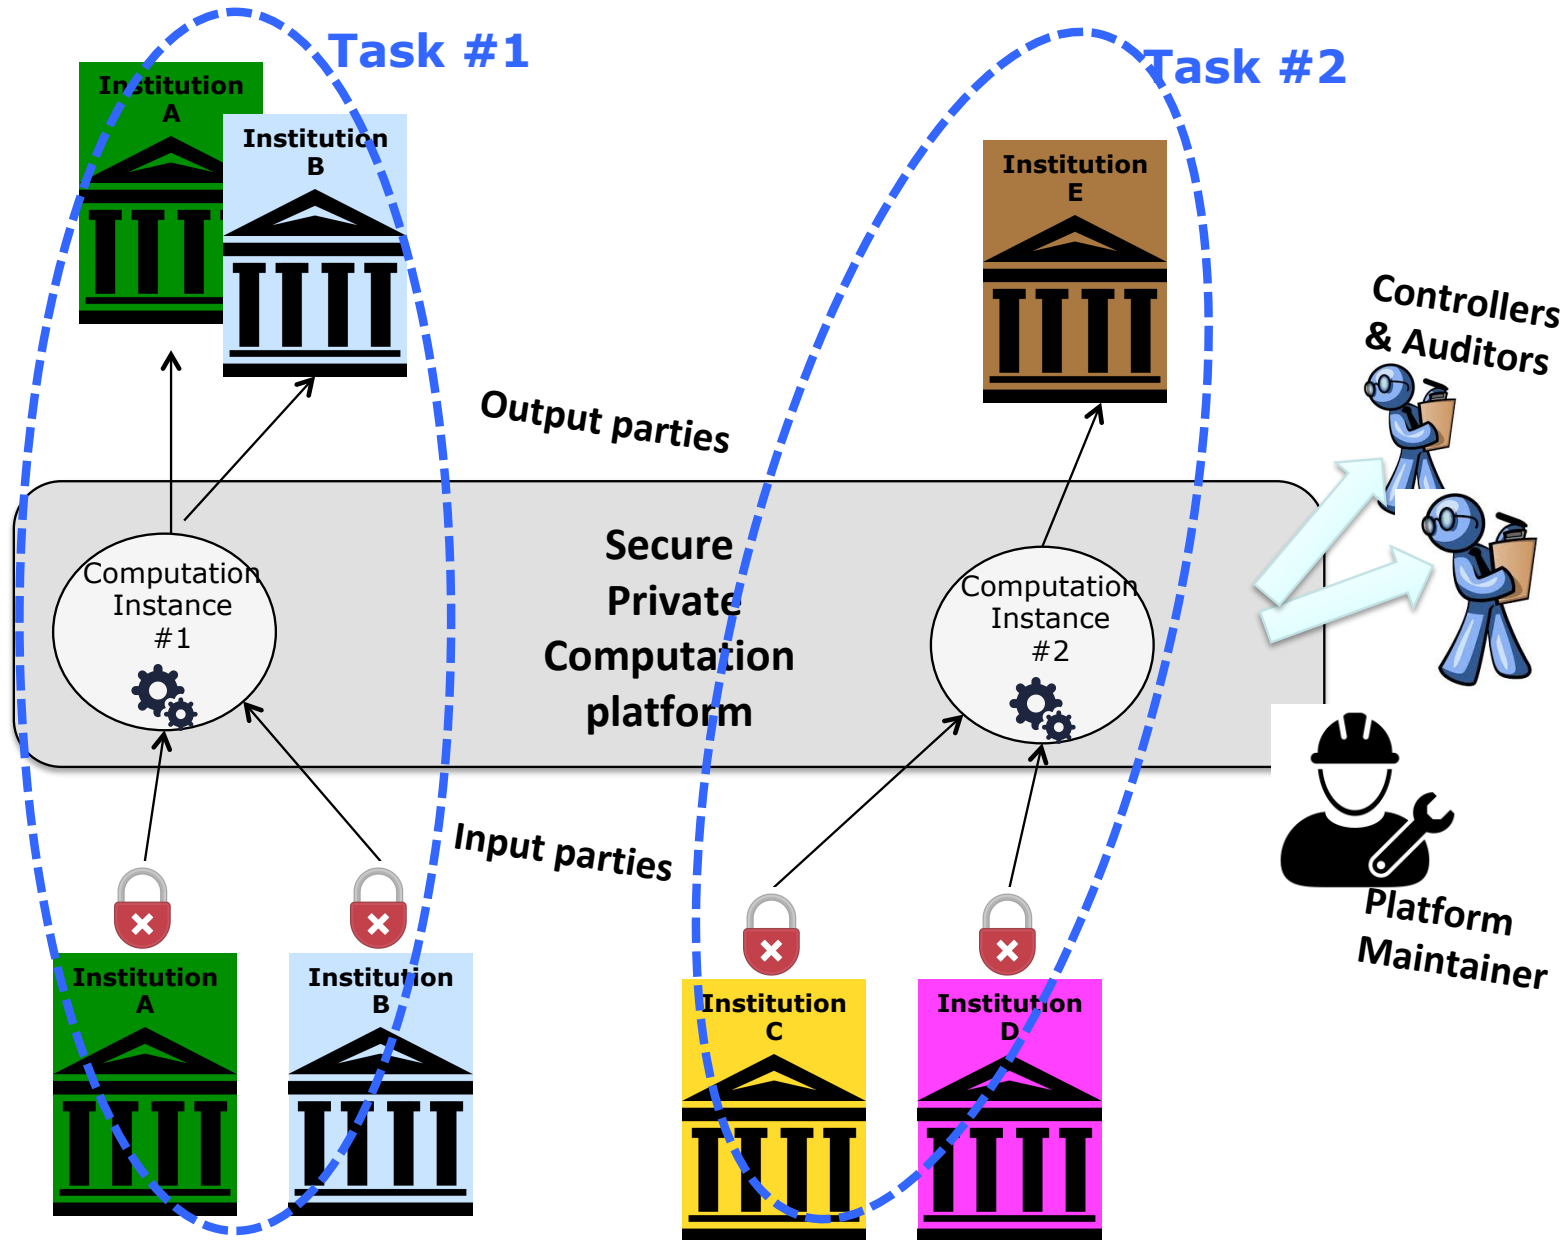 Task #1
Task #2
Institution
A
Institution
B
Institution
E
Controllers
& Auditors
Output parties
Computation
Instance
#1
Secure
Private
Computation
platform
Computation
Instance
#2
Input parties
Platform
Maintainer
Institution
A
Institution
B
Institution
C
Institution
D